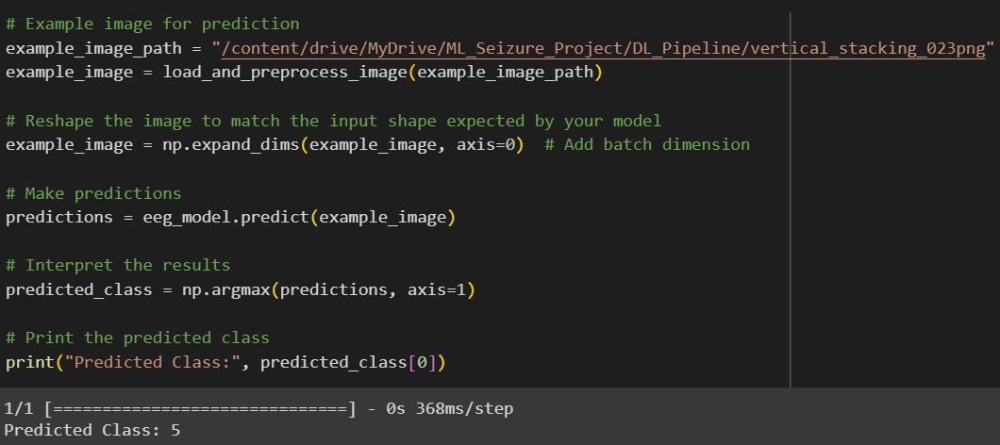 # Example image for prediction
example_image_path = "/content/drive/MyDrive/ML_Seizure_Project/DL_Pipeline/vertical_stacking_023png"
example_image = load_and_preprocess_image(example_image_path)
# Reshape the image to match the input shape expected by your model
example_image = np.expand_dims(example_image, axis=0)  # Add batch dimension
# Make predictions
predictions = eeg_model.predict(example_image)
# Interpret the results
predicted_class = np.argmax(predictions, axis=1)
# Print the predicted class
print("Predicted Class:", predicted_class[0])
1/1 [==============================] - 0s 368ms/step
Predicted Class: 5